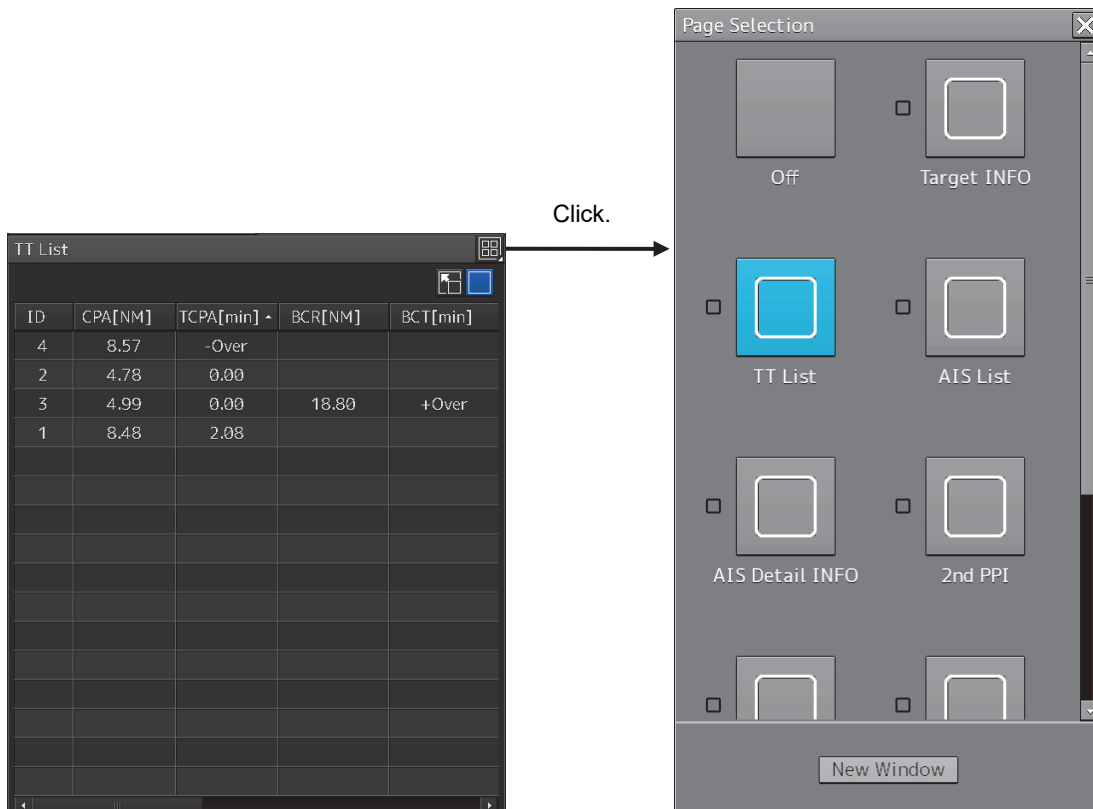 Page Selection
Off
Target INFO
Click.
TT List
ID CPA[NM] TCPA[min] BCR[NM] BCT[min]
4 8.57 -Over
2 4.78 0.00
3 4.99 0.00 18.80 +Over
1 8.48 2.08
TT List
AIS List
AIS Detail INFO
2nd PPI
New Window